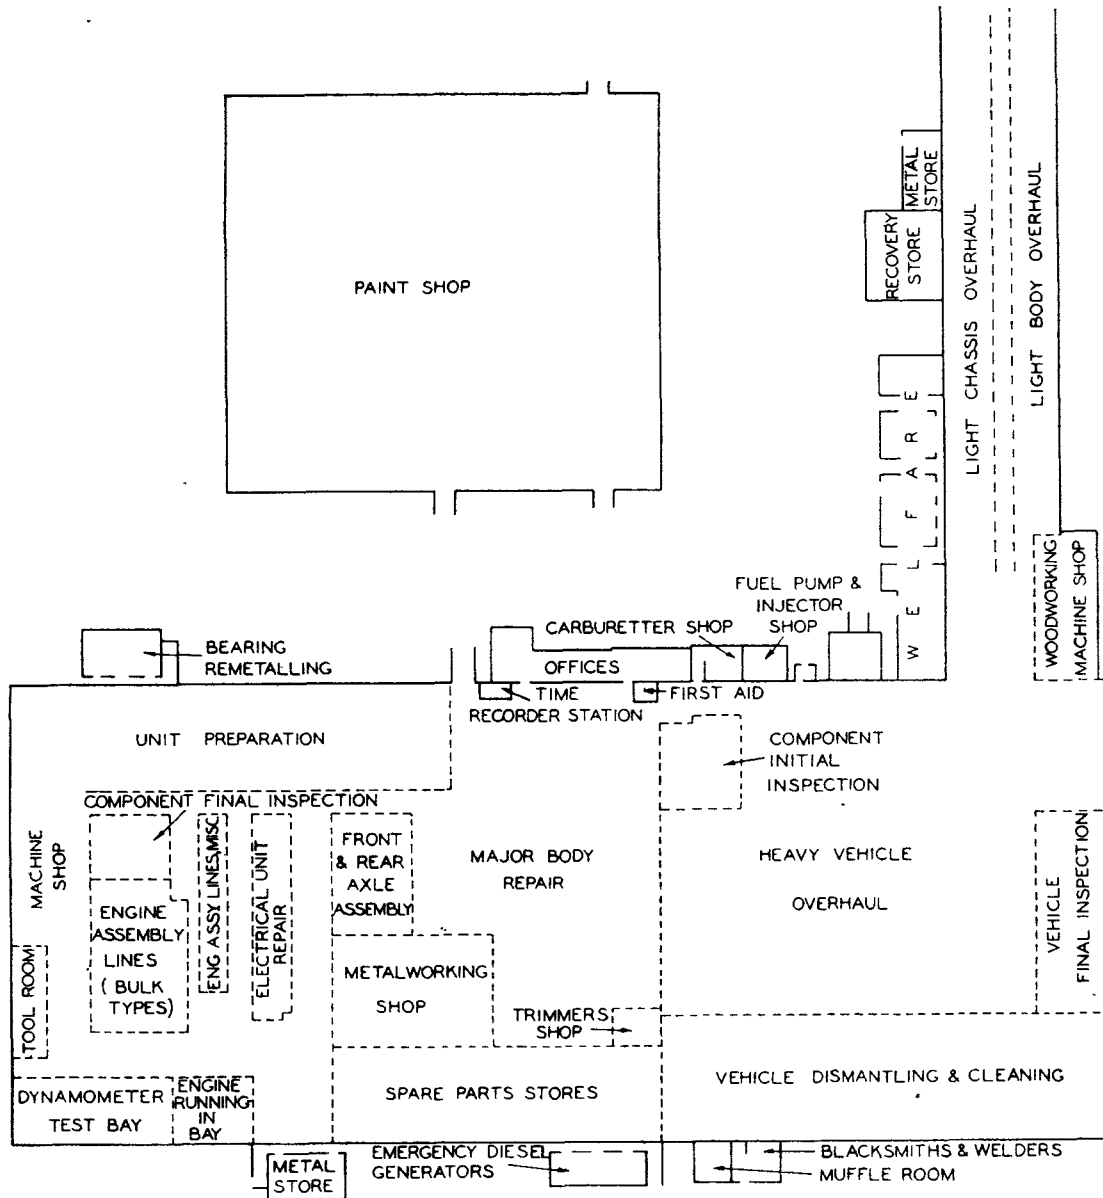 PAINT SHOP
METAL
STORE
RECOVERY
STORE
LIGHT CHASSIS OVERHAUL
LIGHT BODY OVERHAUL
WELFARE
WOODWORKING
MACHINE SHOP
FUEL PUMP &
INJECTOR
SHOP
CARBURETTER SHOP
BEARING
REMETALLING
OFFICES
TIME
RECORDER STATION
FIRST AID
UNIT PREPARATION
COMPONENT
INITIAL
INSPECTION
COMPONENT FINAL INSPECTION
MACHINE
SHOP
ENG ASSY LINES, MISC
ELECTRICAL UNIT
REPAIR
FRONT
& REAR
AXLE
ASSEMBLY
MAJOR BODY
REPAIR
HEAVY VEHICLE
OVERHAUL
VEHICLE
FINAL INSPECTION
ENGINE
ASSEMBLY
LINES
( BULK
TYPES)
METALWORKING
SHOP
TOOL ROOM
TRIMMERS
SHOP
DYNAMOMETER
TEST BAY
ENGINE
RUNNING
IN
BAY
SPARE PARTS STORES
VEHICLE DISMANTLING & CLEANING
METAL
STORE
EMERGENCY DIESEL
GENERATORS
BLACKSMITHS & WELDERS
MUFFLE ROOM